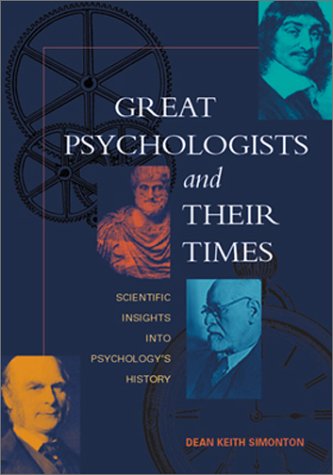 GREAT
PSYCHOLOGISTS
and
THEIR
TIMES
SCIENTIFIC
INSIGHTS
INTO
PSYCHOLOGY'S
HISTORY
DEAN KEITH SIMONTON